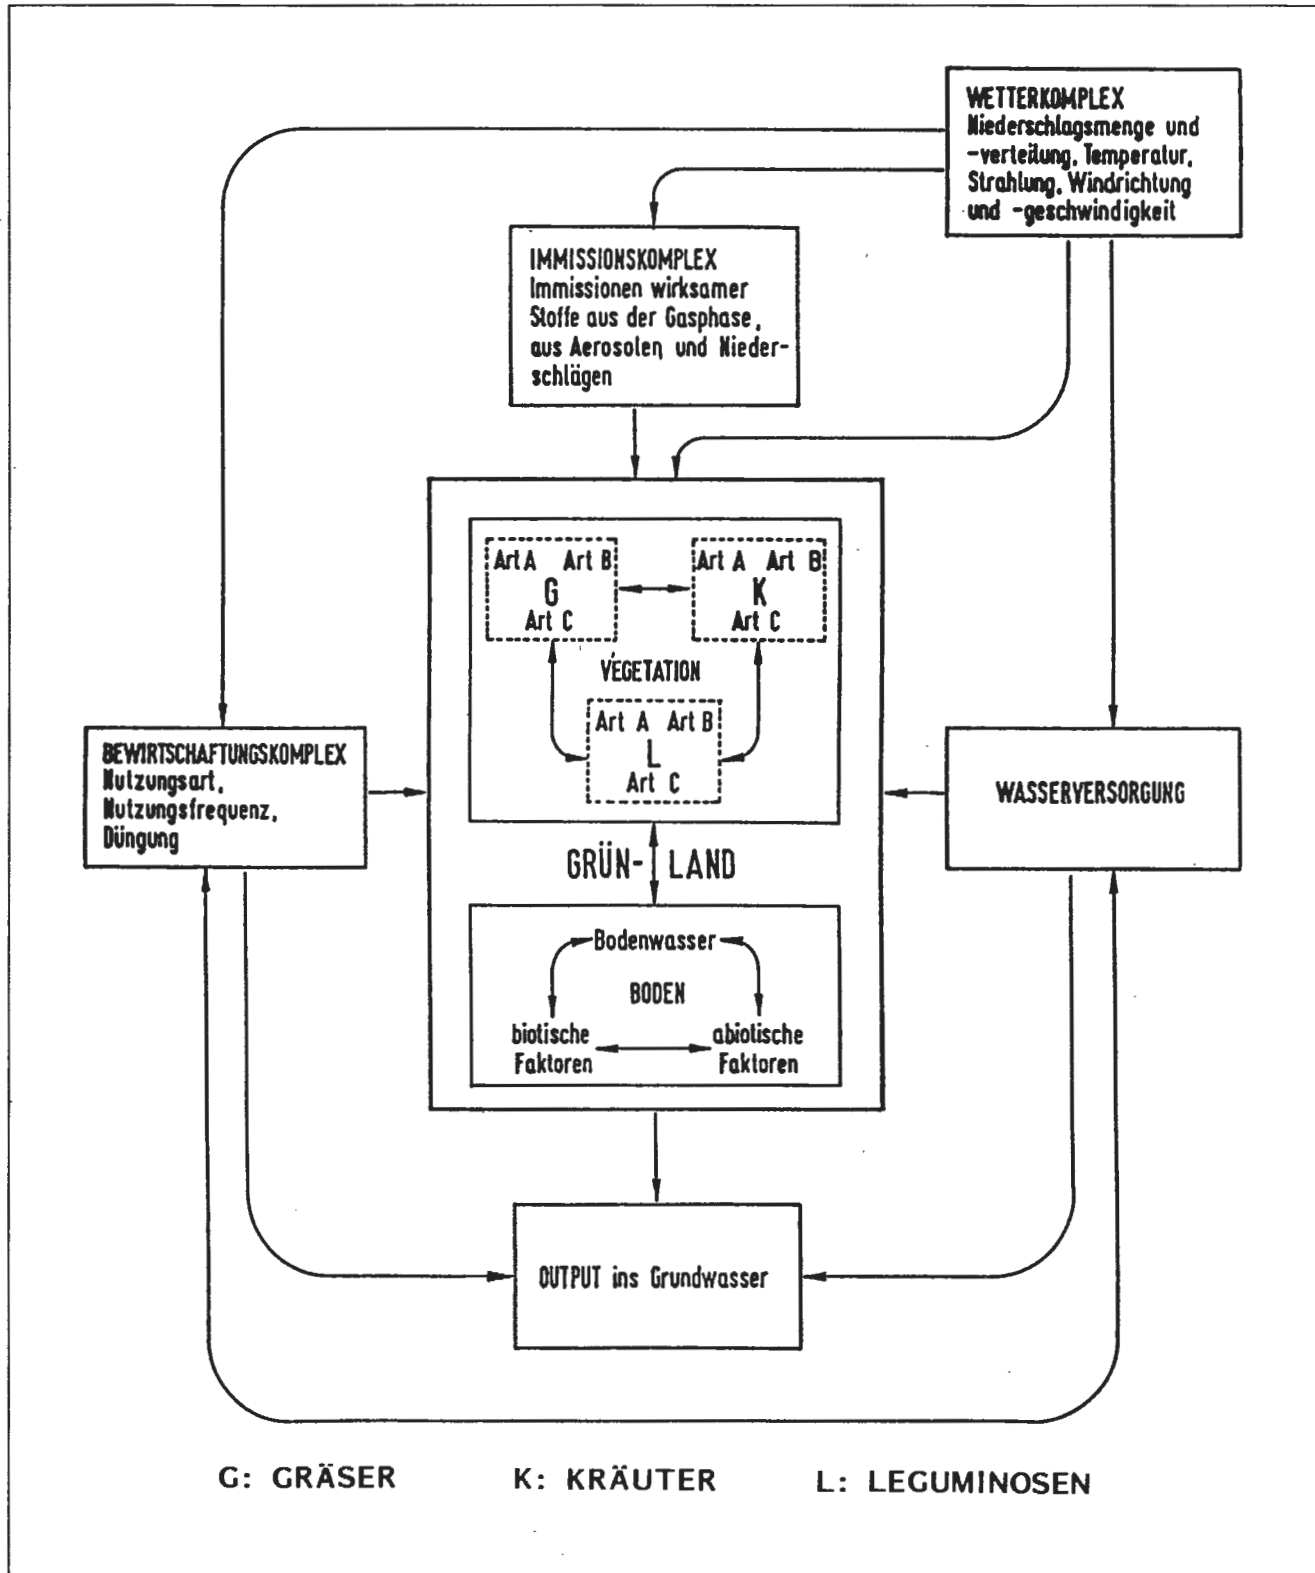 WETTERKOMPLEX
Niederschlagsmenge und
-verteilung, Temperatur,
Strahlung, Windrichtung
und -geschwindigkeit
IMMISSIONSKOMPLEX
Immissionen wirksamer
Stoffe aus der Gasphase,
aus Aerosolen und Nieder-
schlägen
Art A Art B
G
Art C
Art A Art B
K
Art C
VEGETATION
Art A Art B
L
Art C
BEWIRTSCHAFTUNGSKOMPLEX
Nutzungsart,
Nutzungsfrequenz,
Düngung
WASSERVERSORGUNG
GRÜN- LAND
Bodenwasser
BODEN
biotische
Faktoren
abiotische
Faktoren
OUTPUT ins Grundwasser
G: GRÄSER K: KRÄUTER L: LEGUMINOSEN